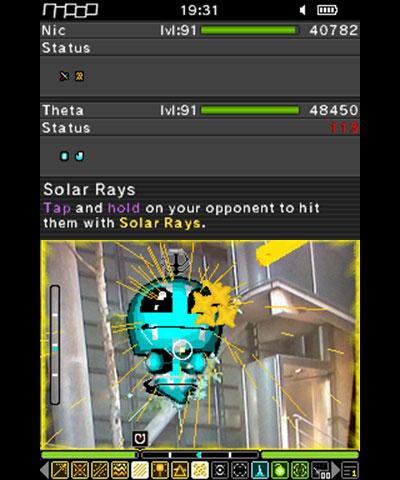 19:31
Nic lvl:91 40782
Status
Theta lvl:91 48450
Status
Solar Rays
Tap and hold on your opponent to hit
them with Solar Rays.
1